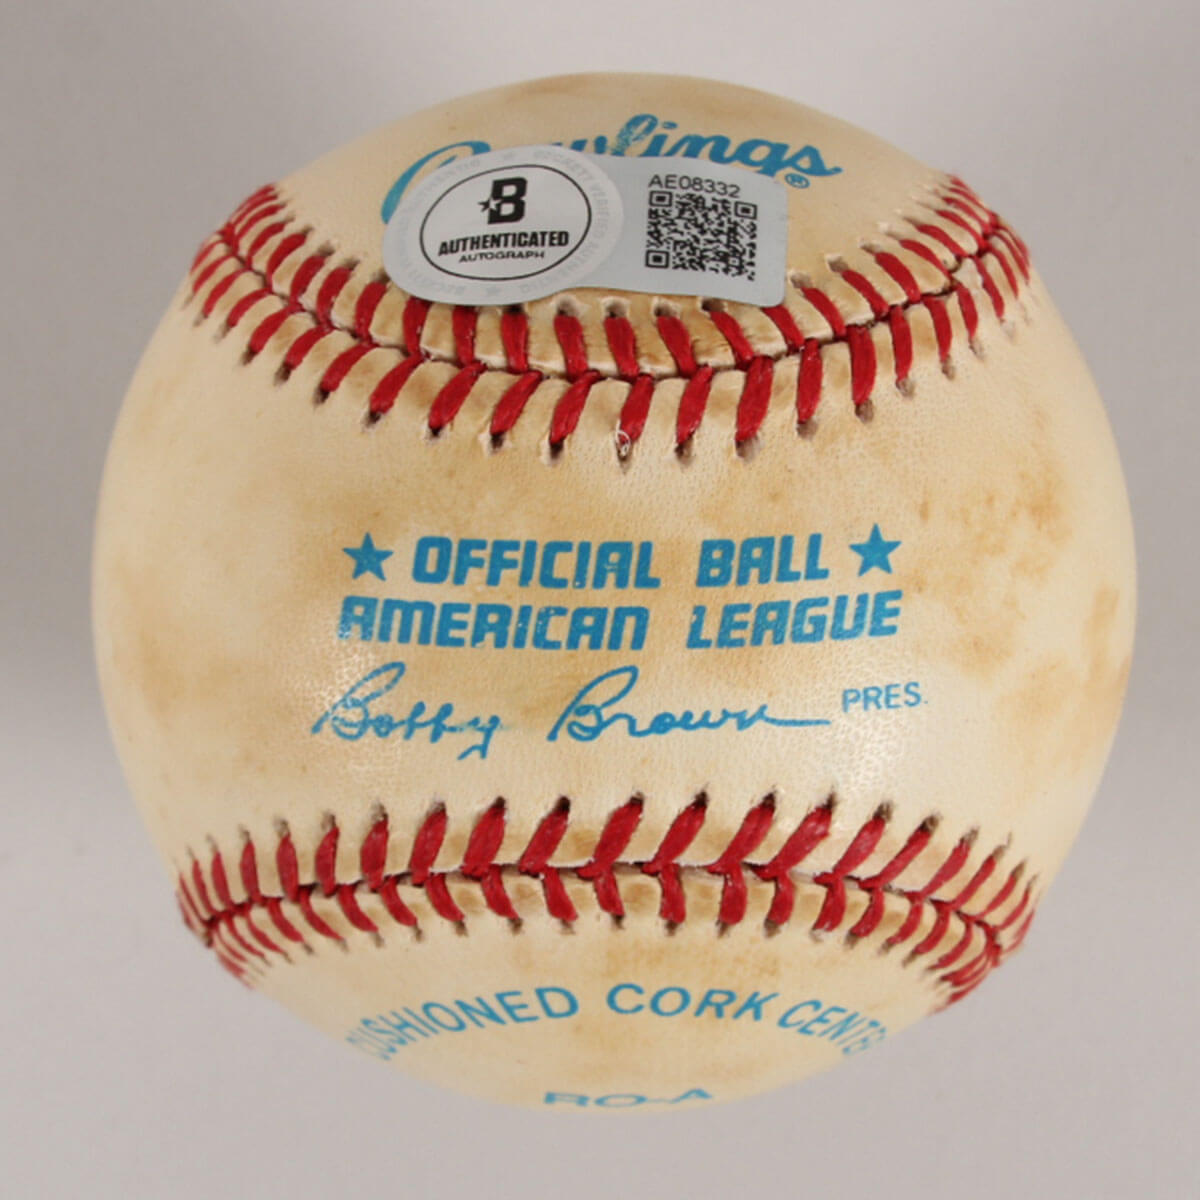 Rawlings®
B
AUTHENTICATED
AUTOGRAPH
AE08332
★ OFFICIAL BALL ★
AMERICAN LEAGUE
Bobby Brown PRES.
CUSHIONED CORK CENTER
RO-A